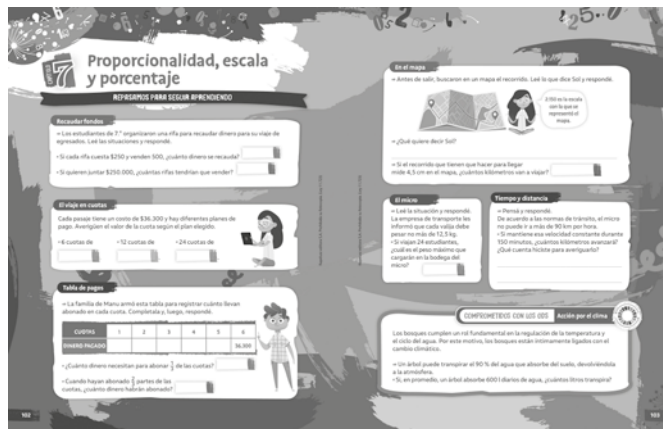 CAPÍTULO
7
Proporcionalidad, escala
y porcentaje
REPASAMOS PARA SEGUIR APRENDIENDO
Recaudar fondos
→ Los estudiantes de 7.° organizaron una rifa para recaudar dinero para su viaje de
egresados. Leé las situaciones y respondé.
• Si cada rifa cuesta $250 y venden 500, ¿cuánto dinero se recauda?
• Si quieren juntar $250.000, ¿cuántas rifas tendrían que vender?
El viaje en cuotas
Cada pasaje tiene un costo de $36.300 y hay diferentes planes de
pago. Averigüen el valor de la cuota según el plan elegido.
• 6 cuotas de
• 12 cuotas de
• 24 cuotas de
Tabla de pagos
→ La familia de Manu armó esta tabla para registrar cuánto llevan
abonado en cada cuota. Completala y, luego, respondé.
CUOTAS 1 2 3 4 5 6
DINERO PAGADO 36.300
• ¿Cuánto dinero necesitan para abonar de las cuotas?
• Cuando hayan abonado partes de las
cuotas, ¿cuánto dinero habrán abonado?
102
En el mapa
→ Antes de salir, buscaron en un mapa el recorrido. Leé lo que dice Sol y respondé.
es la escala
con la que se
representó el
mapa.
→ ¿Qué quiere decir Sol?
→ Si el recorrido que tienen que hacer para llegar
mide 4,5 cm en el mapa, ¿cuántos kilómetros van a viajar?
El micro
→ Leé la situación y respondé.
La empresa de transporte les
informó que cada valija debe
pesar no más de 12,5 kg.
• Si viajan 24 estudiantes,
¿cuál es el peso máximo que
cargarán en la bodega del
micro?
Tiempo y distancia
→ Pensá y respondé.
De acuerdo a las normas de tránsito, el micro
no puede ir a más de 90 km por hora.
• Si mantiene esa velocidad constante durante
150 minutos, ¿cuántos kilómetros avanzará?
¿Qué cuenta hiciste para averiguarlo?
COMPROMETIDOS CON LOS ODS Acción por el clima
Los bosques cumplen un rol fundamental en la regulación de la temperatura y
el ciclo del agua. Por este motivo, los bosques están íntimamente ligados con el
cambio climático.
→ Un árbol puede transpirar el 90 % del agua que absorbe del suelo, devolviéndola
a la atmósfera.
• Si, en promedio, un árbol absorbe 600 l diarios de agua, ¿cuántos litros transpira?
103